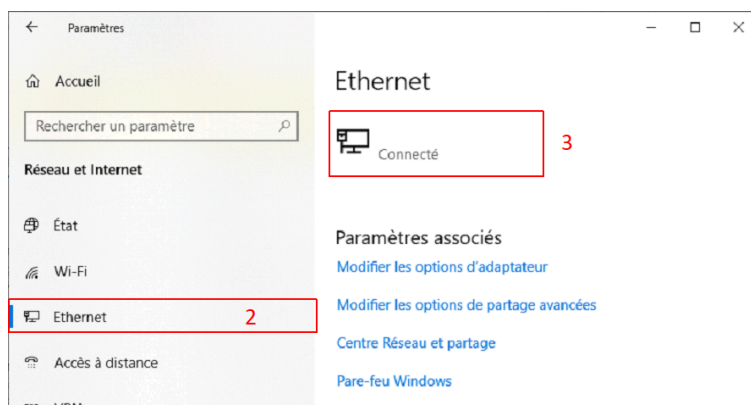 Paramètres
Accueil
Rechercher un paramètre
Réseau et Internet
État
Wi-Fi
Ethernet 2
Accès à distance
Ethernet
Connecté 3
Paramètres associés
Modifier les options d'adaptateur
Modifier les options de partage avancées
Centre Réseau et partage
Pare-feu Windows